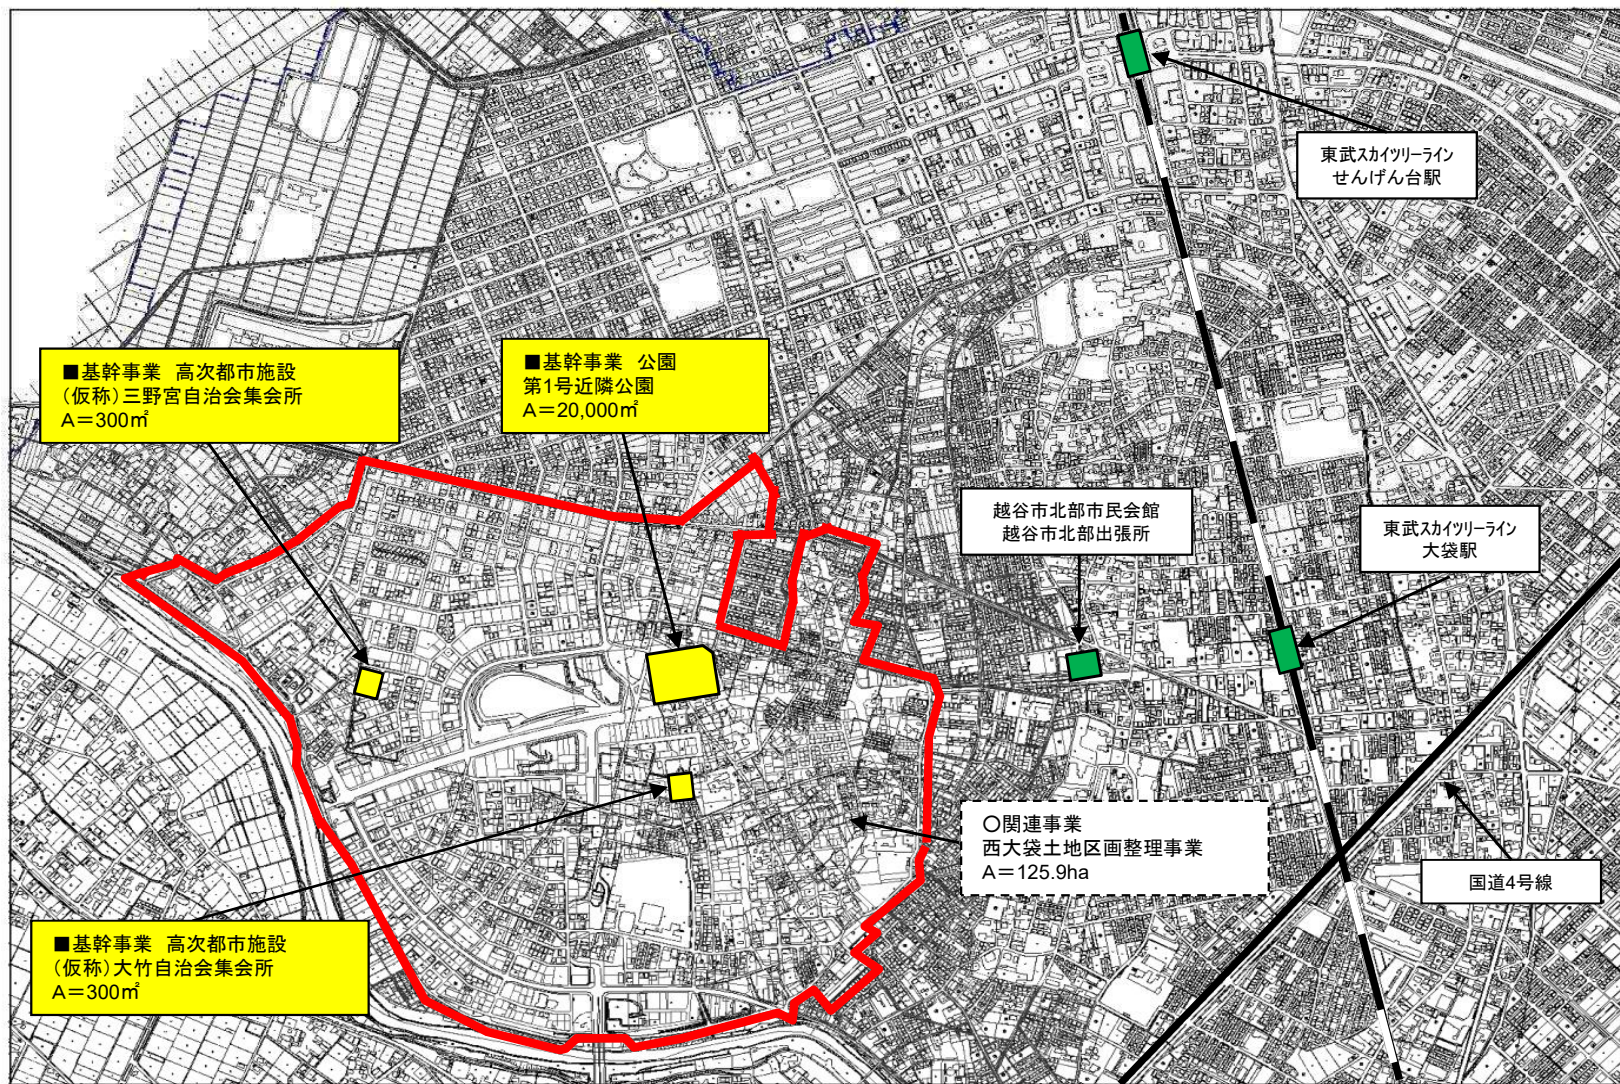 東武スカイツリーライン
せんげん台駅
■基幹事業 高次都市施設
(仮称)三野宮自治会集会所
A=300㎡
■基幹事業 公園
第1号近隣公園
A=20,000㎡
越谷市北部市民会館
越谷市北部出張所
東武スカイツリーライン
大袋駅
○関連事業
西大袋土地区画整理事業
A=125.9ha
国道4号線
■基幹事業 高次都市施設
(仮称)大竹自治会集会所
A=300㎡